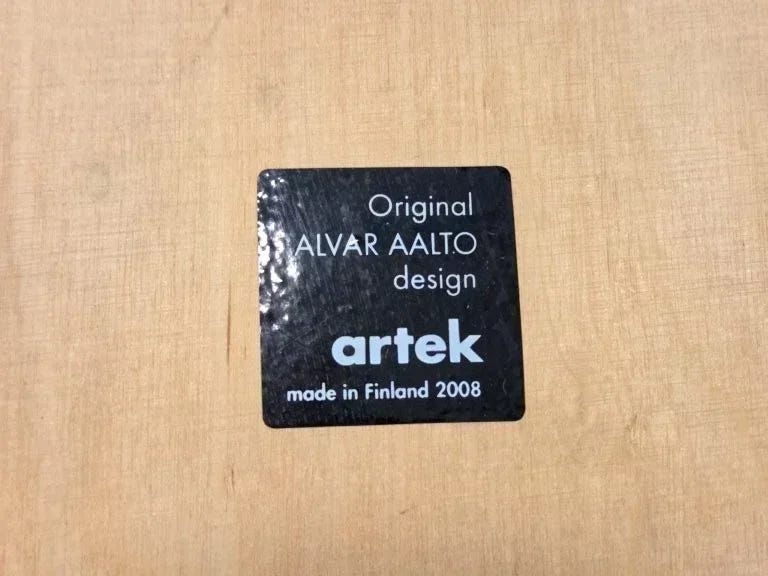 Original
ALVAR AALTO
design
artek
made in Finland 2008